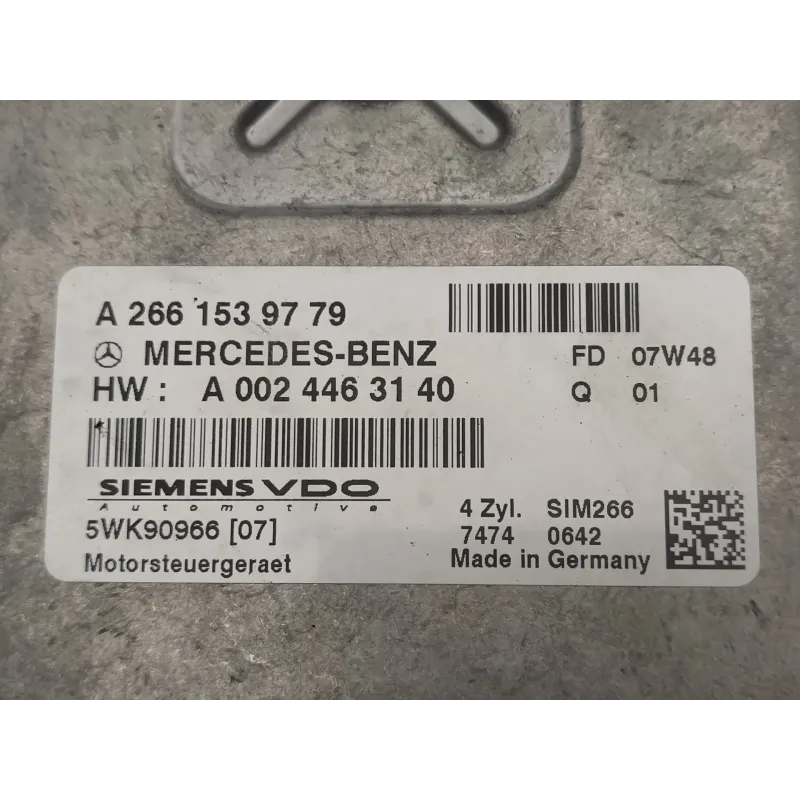 A 266 153 97 79
MERCEDES-BENZ
FD 07W48
HW : A 002 446 31 40
Q 01
SIEMENS VDO
Automotive
4 Zyl. SIM266
5WK90966 [07]
7474 0642
Motorsteuergeraet
Made in Germany